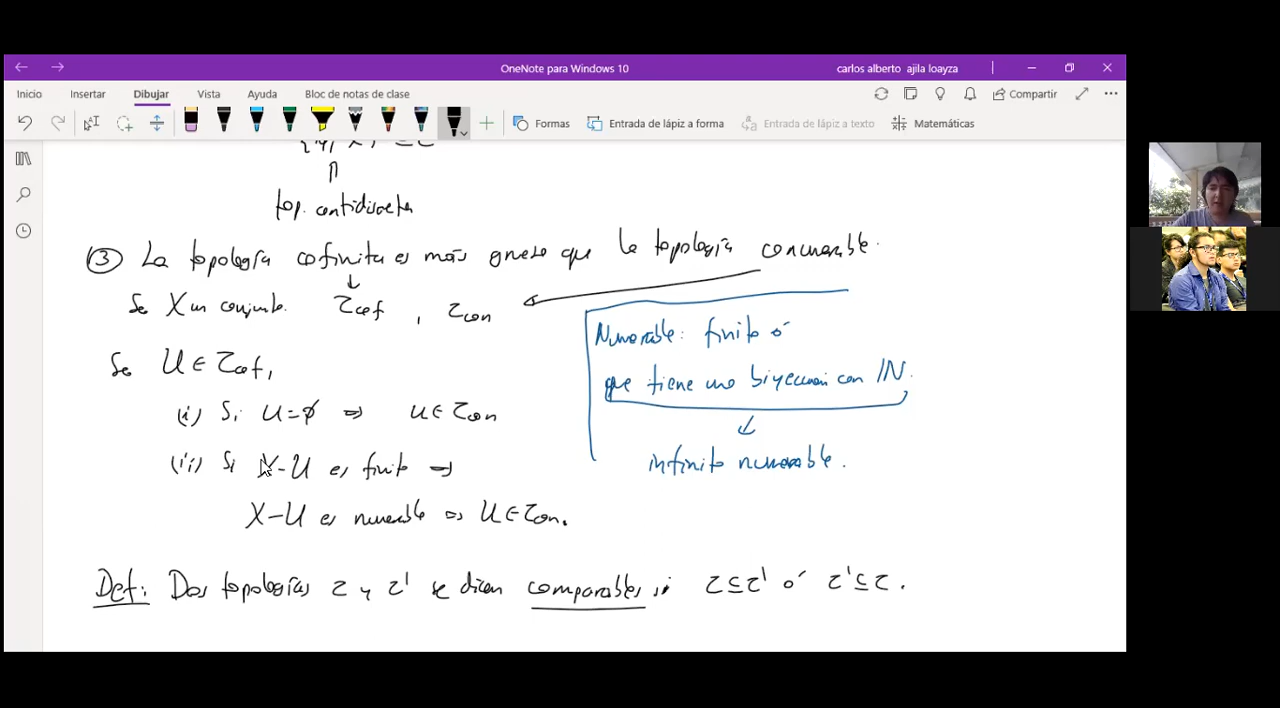 OneNote para Windows 10
carlos alberto ajila loayza
Inicio Insertar Dibujar Vista Ayuda Bloc de notas de clase
Compartir
Formas Entrada de lápiz a forma Entrada de lápiz a texto Matemáticas
top. antidiscreta
③ La topología cofinita es más gruesa que la topología conumerable.
Se X un conjunto. τcof , τcon
Se U ∈ τcof,
(i) Si U=∅ ⇒ U∈τcon
(ii) Si X-U es finito ⇒
X-U es numerable ⇒ U∈τcon.
Numerable: finito ó
que tiene una biyección con IN.
↓
infinito numerable.
Def: Dos topologías τ y τ' se dicen comparables si τ⊆τ' ó τ'⊆τ.